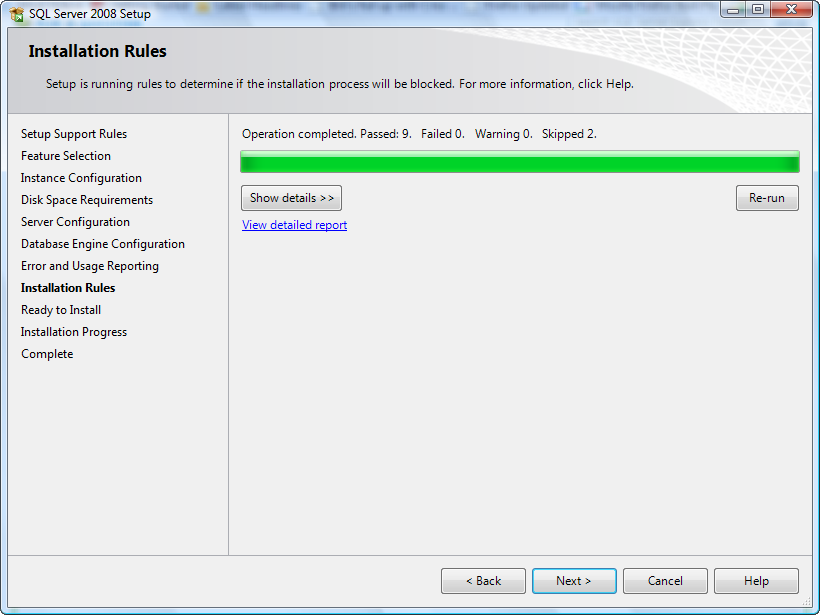 SQL Server 2008 Setup
Installation Rules
Setup is running rules to determine if the installation process will be blocked. For more information, click Help.
Setup Support Rules
Feature Selection
Instance Configuration
Disk Space Requirements
Server Configuration
Database Engine Configuration
Error and Usage Reporting
Installation Rules
Ready to Install
Installation Progress
Complete
Operation completed. Passed: 9.   Failed 0.   Warning 0.   Skipped 2.
Show details >>
Re-run
View detailed report
< Back
Next >
Cancel
Help